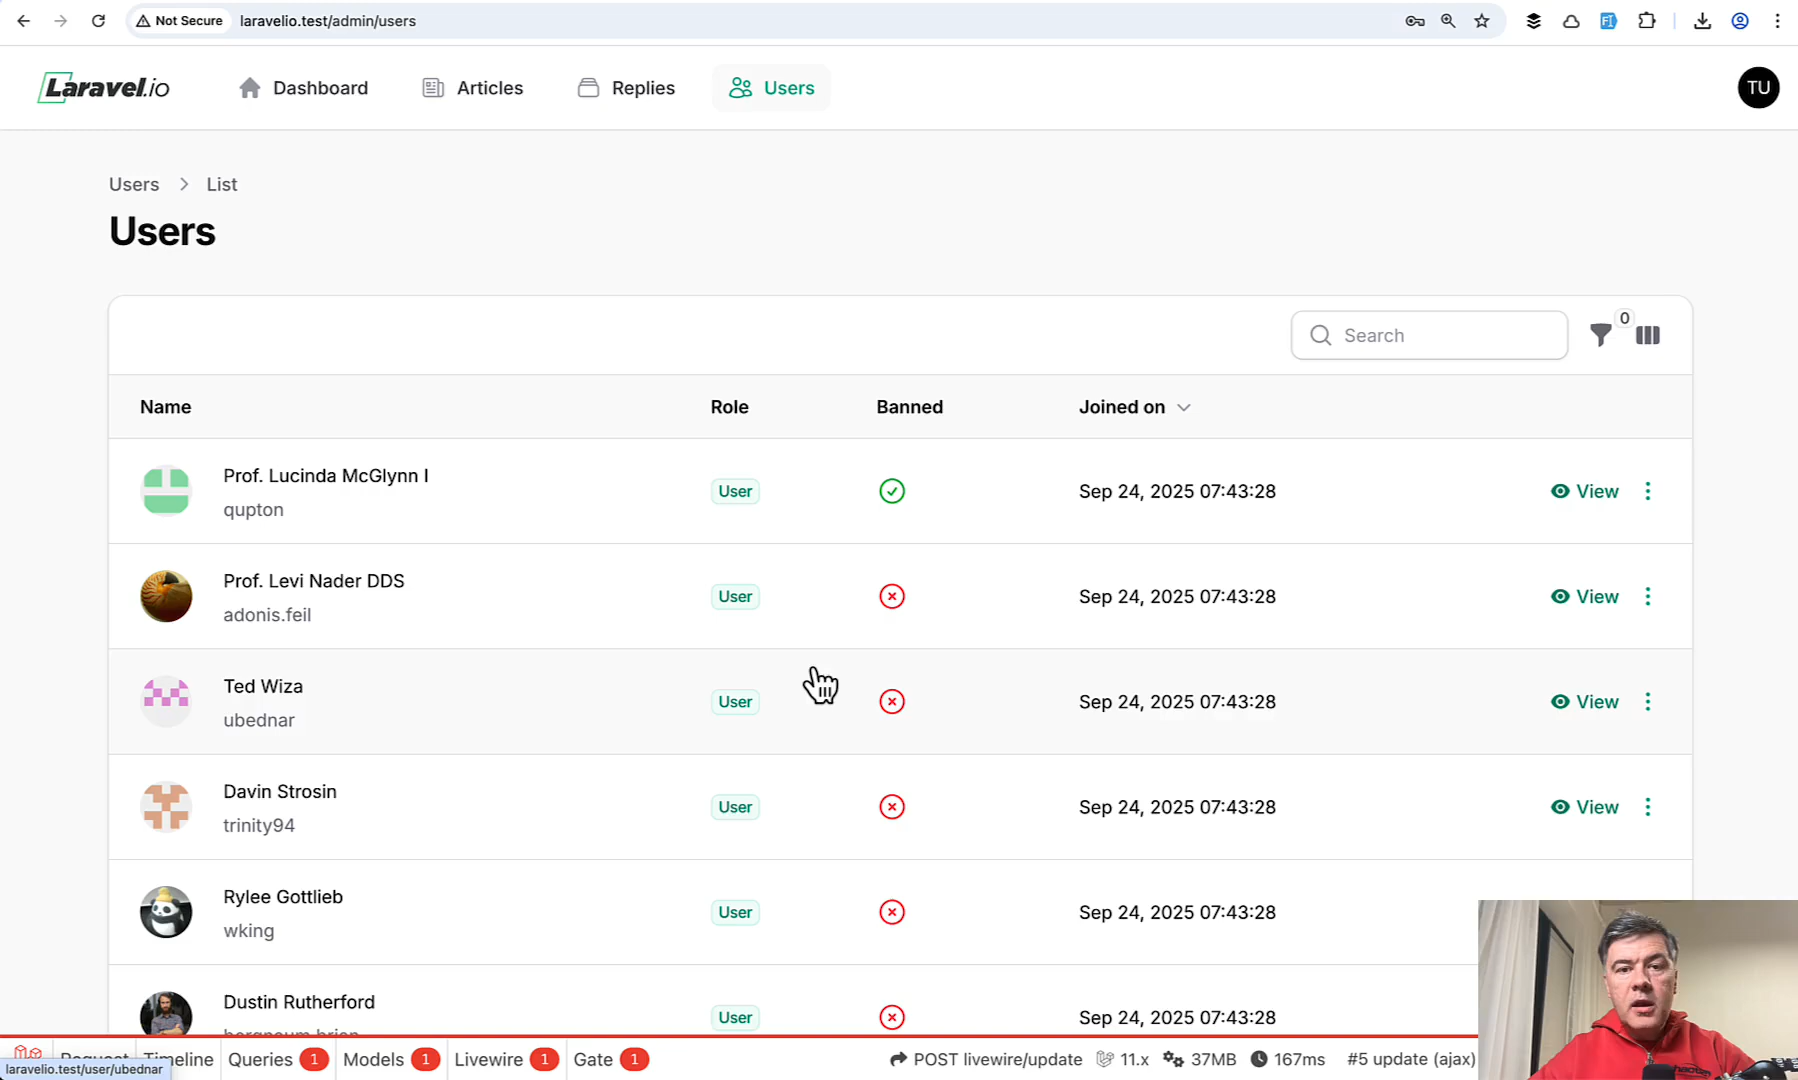 Not Secure laravelio.test/admin/users
Laravel.io Dashboard Articles Replies Users TU
Users > List
Users
Search 0
Name Role Banned Joined on
Prof. Lucinda McGlynn I
qupton
User Sep 24, 2025 07:43:28 View
Prof. Levi Nader DDS
adonis.feil
User Sep 24, 2025 07:43:28 View
Ted Wiza
ubednar
User Sep 24, 2025 07:43:28 View
Davin Strosin
trinity94
User Sep 24, 2025 07:43:28 View
Rylee Gottlieb
wking
User Sep 24, 2025 07:43:28
Dustin Rutherford
User Sep 24, 2025 07:43:28
Request Timeline Queries 1 Models 1 Livewire 1 Gate 1 POST livewire/update 11.x 37MB 167ms #5 update (ajax)
laravelio.test/user/ubednar